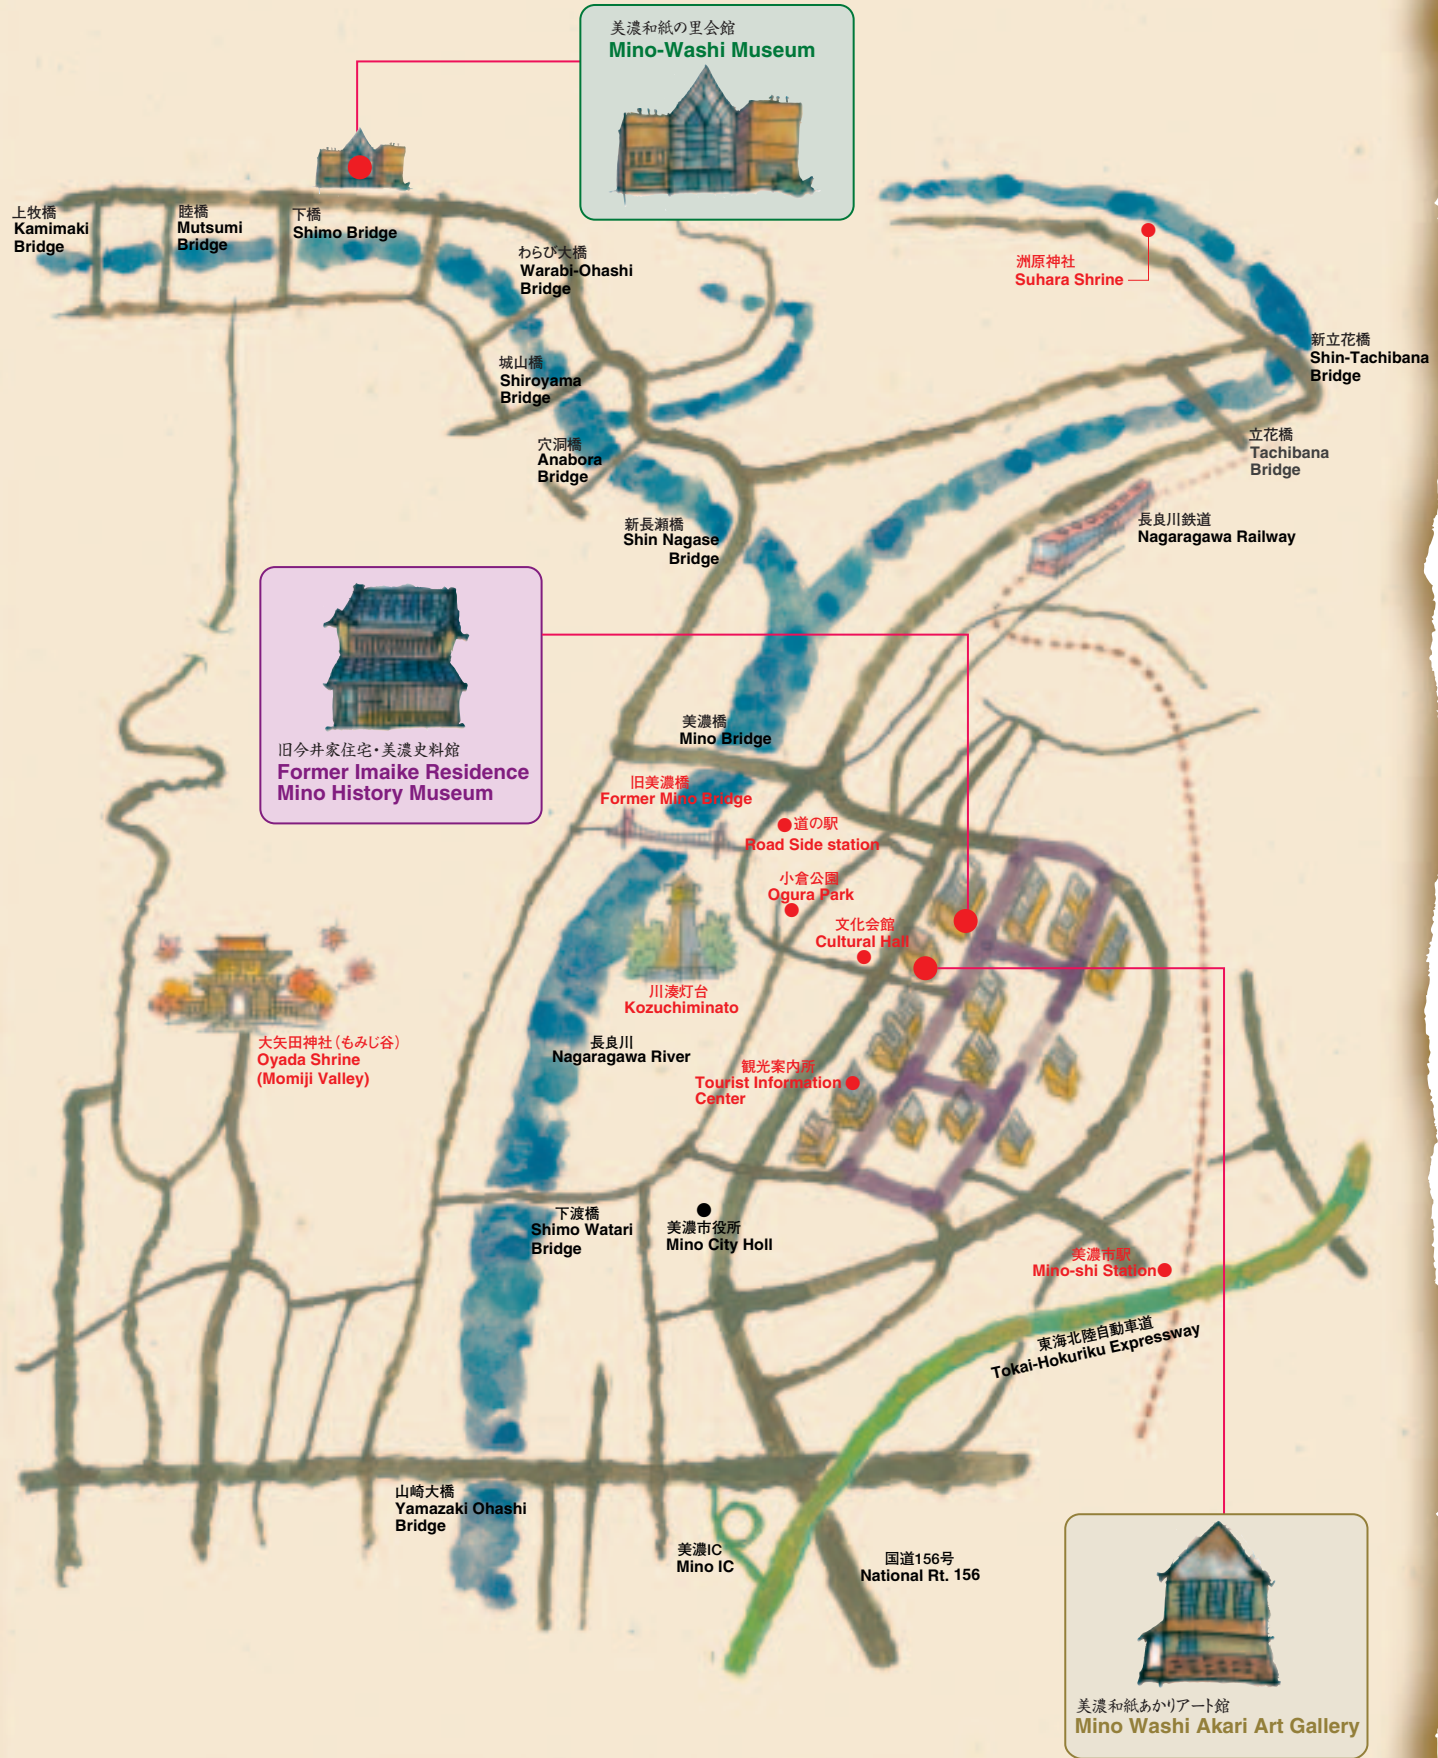 美濃和紙の里会館
Mino-Washi Museum
上牧橋
Kamimaki
Bridge
睦橋
Mutsumi
Bridge
下橋
Shimo Bridge
わらび大橋
Warabi-Ohashi
Bridge
洲原神社
Suhara Shrine
新立花橋
Shin-Tachibana
Bridge
城山橋
Shiroyama
Bridge
穴洞橋
Anabora
Bridge
立花橋
Tachibana
Bridge
新長瀬橋
Shin Nagase
Bridge
長良川鉄道
Nagaragawa Railway
旧今井家住宅・美濃史料館
Former Imaike Residence
Mino History Museum
美濃橋
Mino Bridge
旧美濃橋
Former Mino Bridge
道の駅
Road Side station
小倉公園
Ogura Park
文化会館
Cultural Hall
川湊灯台
Kozuchiminato
大矢田神社(もみじ谷)
Oyada Shrine
(Momiji Valley)
長良川
Nagaragawa River
観光案内所
Tourist Information
Center
下渡橋
Shimo Watari
Bridge
美濃市役所
Mino City Holl
美濃市駅
Mino-shi Station
東海北陸自動車道
Tokai-Hokuriku Expressway
山崎大橋
Yamazaki Ohashi
Bridge
美濃IC
Mino IC
国道156号
National Rt. 156
美濃和紙あかりアート館
Mino Washi Akari Art Gallery